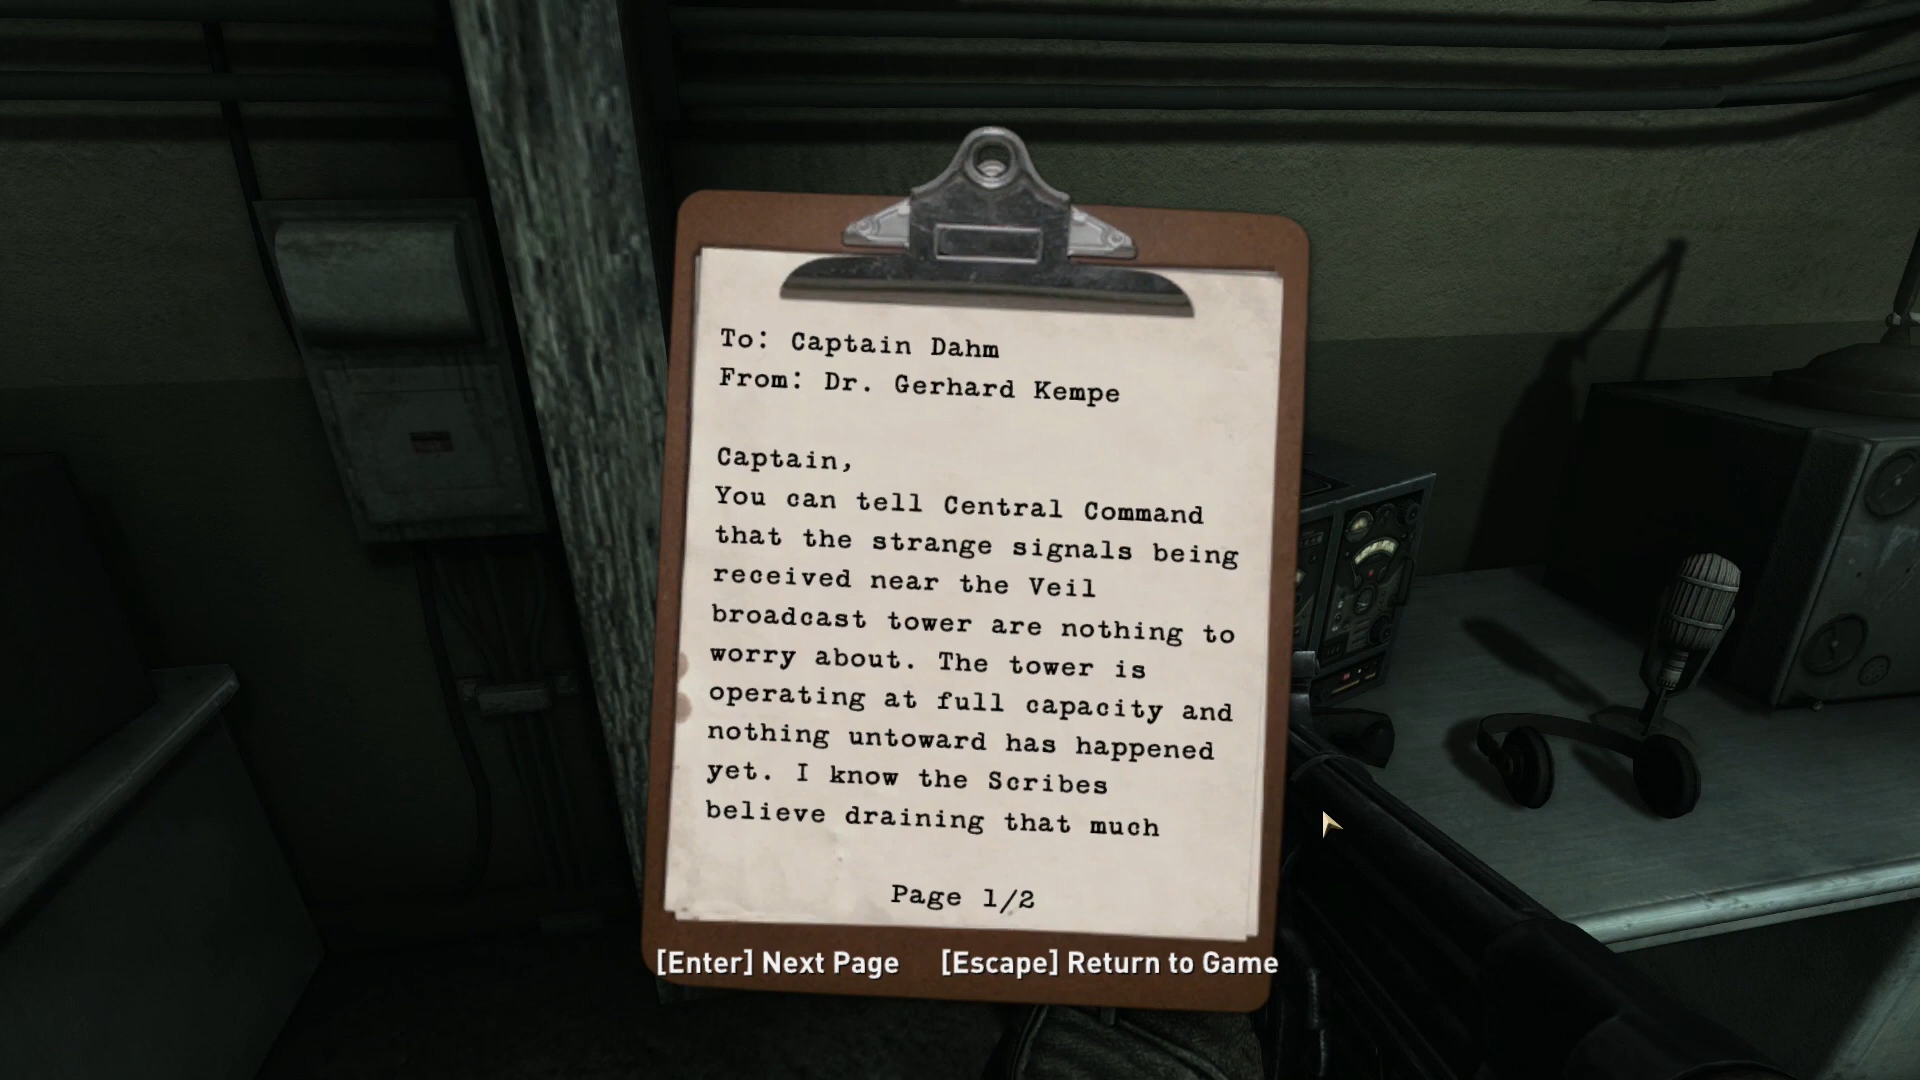 To: Captain Dahm
From: Dr. Gerhard Kempe
Captain,
You can tell Central Command
that the strange signals being
received near the Veil
broadcast tower are nothing to
worry about. The tower is
operating at full capacity and
nothing untoward has happened
yet. I know the Scribes
believe draining that much
Page 1/2
[Enter] Next Page [Escape] Return to Game